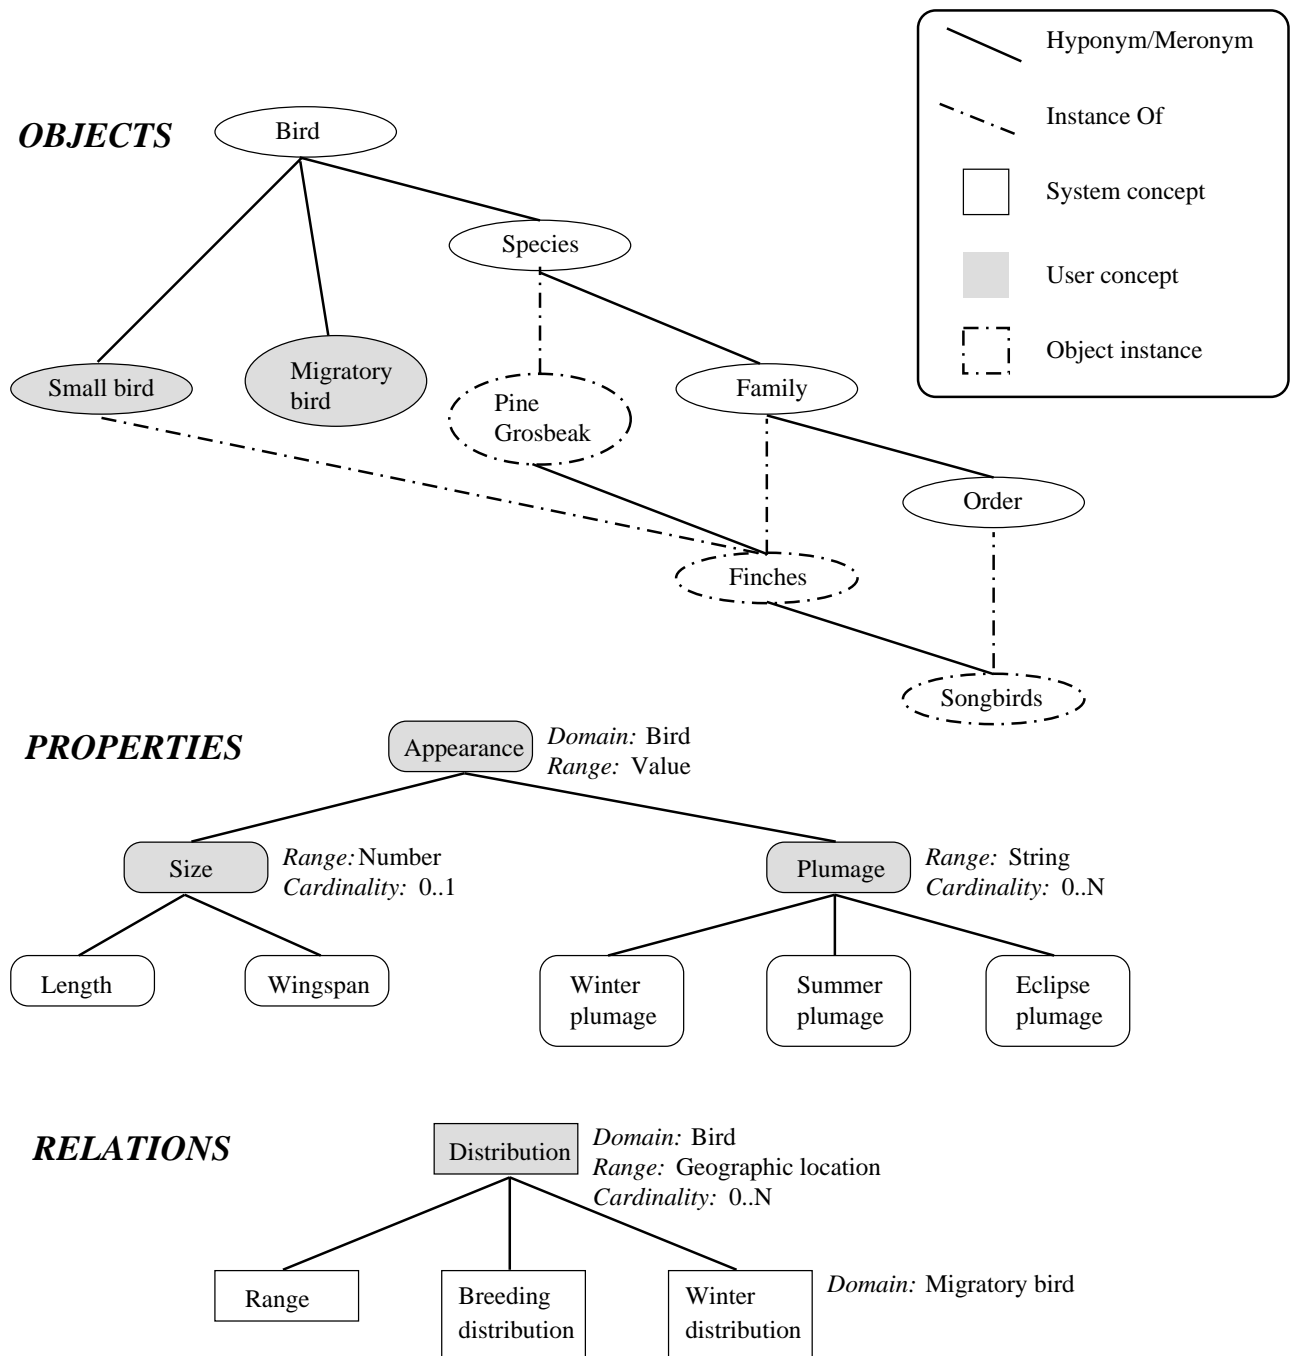 Hyponym/Meronym
Instance Of
System concept
User concept
Object instance
OBJECTS
Bird
Species
Small bird
Migratory
bird
Pine
Grosbeak
Family
Order
Finches
Songbirds
PROPERTIES
Appearance
Domain: Bird
Range: Value
Size
Range: Number
Cardinality: 0..1
Plumage
Range: String
Cardinality: 0..N
Length
Wingspan
Winter
plumage
Summer
plumage
Eclipse
plumage
RELATIONS
Distribution
Domain: Bird
Range: Geographic location
Cardinality: 0..N
Range
Breeding
distribution
Winter
distribution
Domain: Migratory bird